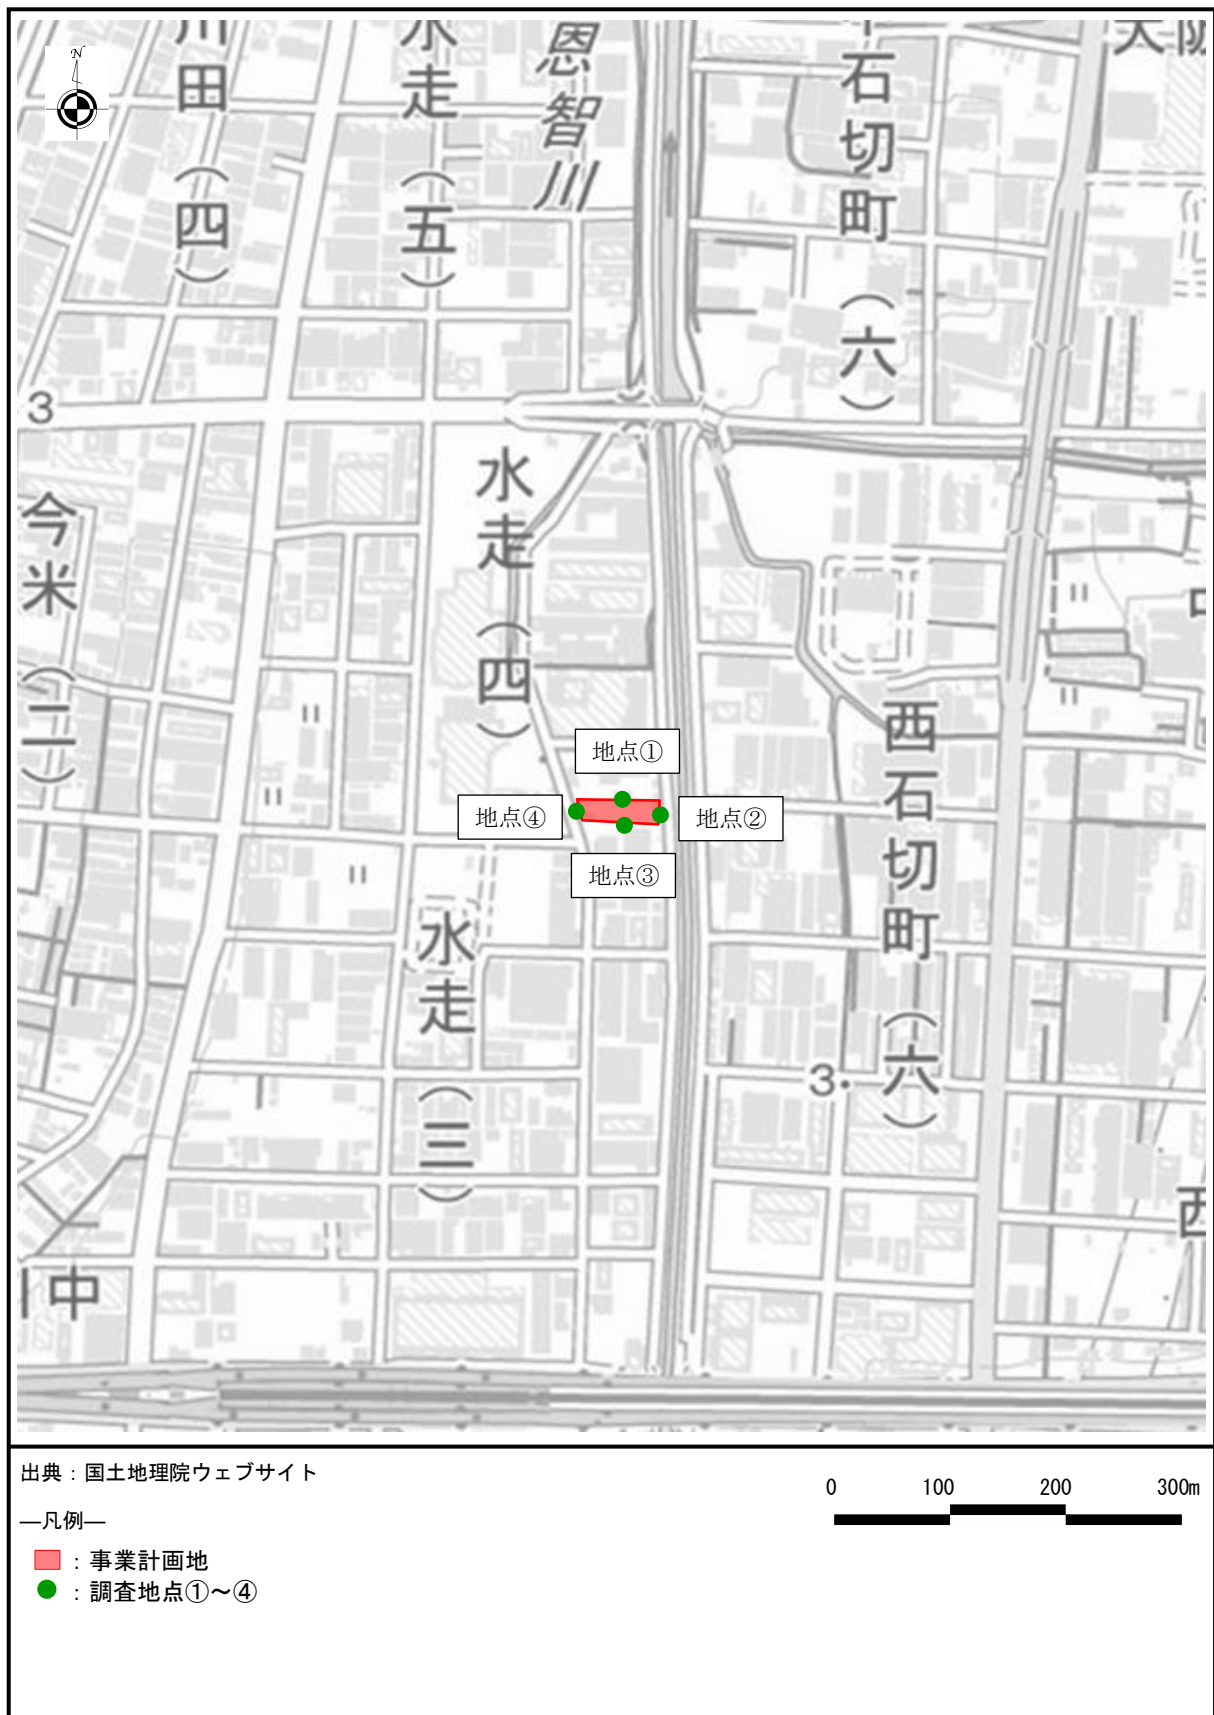 N
川田(四)
水走(五)
恩智川
石切町(六)
大阪
3
今米(二)
水走(四)
西石切町(六)
地点①
地点②
地点③
地点④
水走(三)
3
中
西
出典：国土地理院ウェブサイト
0 100 200 300m
―凡例―
：事業計画地
：調査地点①～④